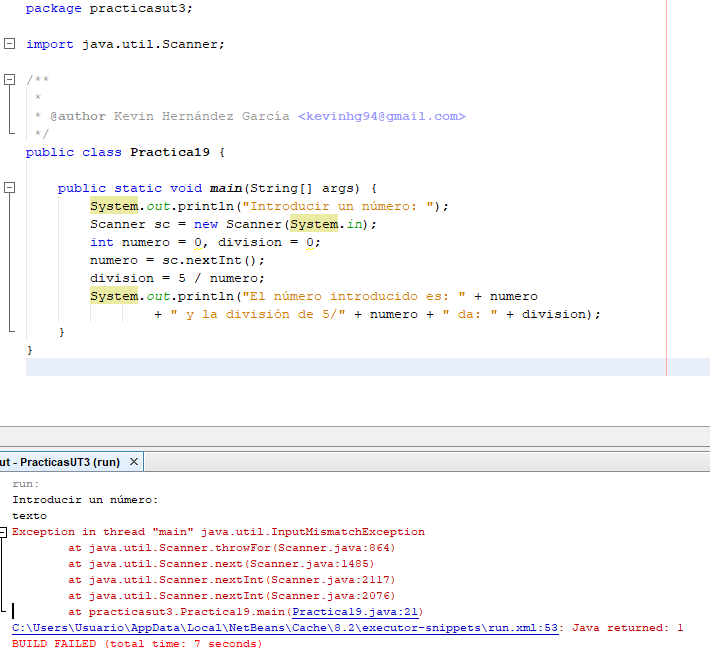 package practicasut3;
import java.util.Scanner;
/**
*
* @author Kevin Hernández García <kevinhg94@gmail.com>
*/
public class Practica19 {
public static void main(String[] args) {
System.out.println("Introducir un número: ");
Scanner sc = new Scanner(System.in);
int numero = 0, division = 0;
numero = sc.nextInt();
division = 5 / numero;
System.out.println("El número introducido es: " + numero
+ " y la división de 5/" + numero + " da: " + division);
}
}
ut - PracticasUT3 (run) ×
run:
Introducir un número:
texto
Exception in thread "main" java.util.InputMismatchException
at java.util.Scanner.throwFor(Scanner.java:864)
at java.util.Scanner.next(Scanner.java:1485)
at java.util.Scanner.nextInt(Scanner.java:2117)
at java.util.Scanner.nextInt(Scanner.java:2076)
at practicasut3.Practica19.main(Practica19.java:21)
C:\Users\Usuario\AppData\Local\NetBeans\Cache\8.2\executor-snippets\run.xml:53: Java returned: 1
BUILD FAILED (total time: 7 seconds)